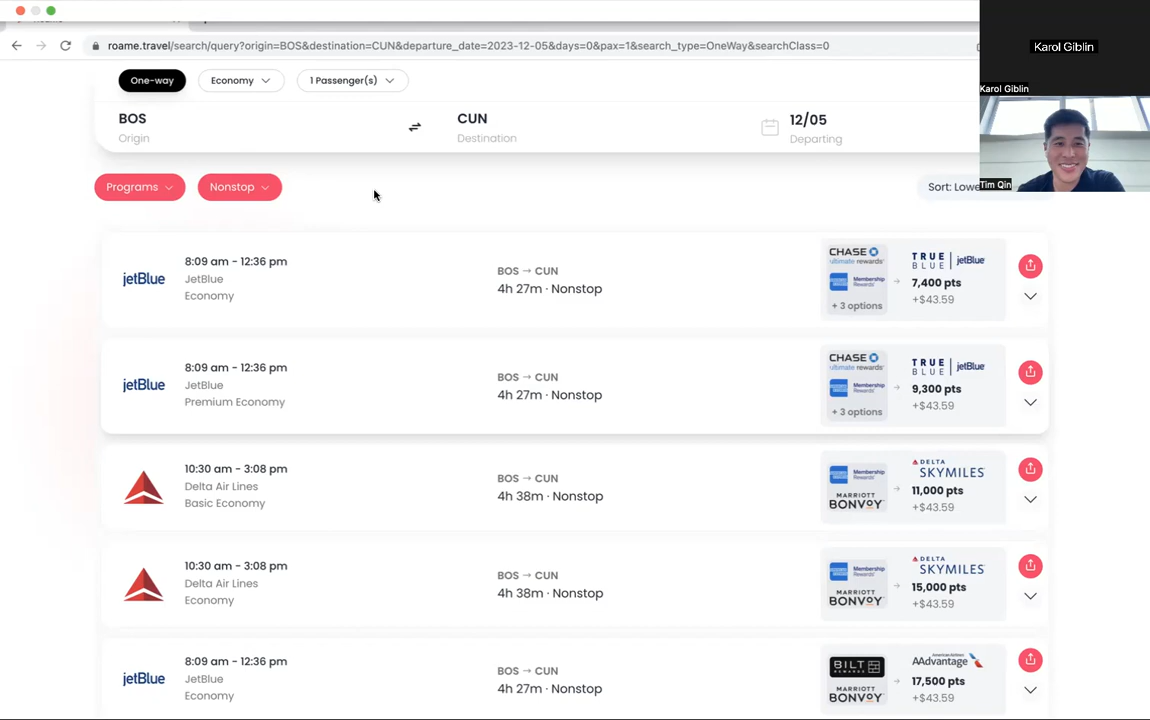 roame.travel/search/query?origin=BOS&destination=CUN&departure_date=2023-12-05&days=0&pax=1&search_type=OneWay&searchClass=0
Karol Giblin
Karol Giblin
Tim Qin
One-way
Economy
1 Passenger(s)
BOS
Origin
CUN
Destination
12/05
Departing
Programs
Nonstop
Sort: Lowe
jetBlue
8:09 am - 12:36 pm
JetBlue
Economy
BOS → CUN
4h 27m · Nonstop
CHASE
ultimate rewards
Membership
Rewards
+ 3 options
TRUE
BLUE | jetBlue
7,400 pts
+$43.59
jetBlue
8:09 am - 12:36 pm
JetBlue
Premium Economy
BOS → CUN
4h 27m · Nonstop
CHASE
ultimate rewards
Membership
Rewards
+ 3 options
TRUE
BLUE | jetBlue
9,300 pts
+$43.59
10:30 am - 3:08 pm
Delta Air Lines
Basic Economy
BOS → CUN
4h 38m · Nonstop
Membership
Rewards
MARRIOTT
BONVOY
DELTA
SKYMILES
11,000 pts
+$43.59
10:30 am - 3:08 pm
Delta Air Lines
Economy
BOS → CUN
4h 38m · Nonstop
Membership
Rewards
MARRIOTT
BONVOY
DELTA
SKYMILES
15,000 pts
+$43.59
jetBlue
8:09 am - 12:36 pm
JetBlue
Economy
BOS → CUN
4h 27m · Nonstop
BILT
REWARDS
MARRIOTT
BONVOY
American Airlines
AAdvantage
17,500 pts
+$43.59